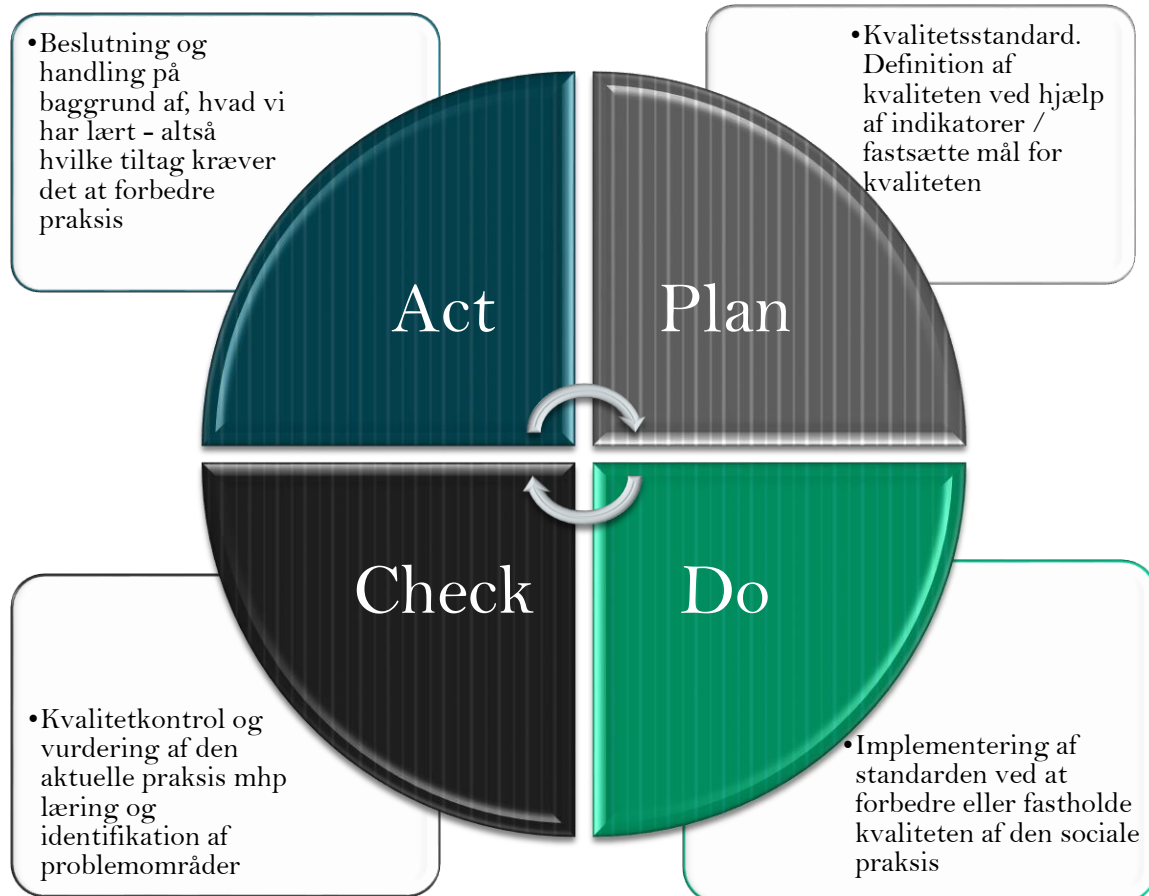 •Beslutning og
handling på
baggrund af, hvad vi
har lært - altså
hvilke tiltag kræver
det at forbedre
praksis
•Kvalitetsstandard.
Definition af
kvaliteten ved hjælp
af indikatorer /
fastsætte mål for
kvaliteten
Act
Plan
Check
Do
•Kvalitetkontrol og
vurdering af den
aktuelle praksis mhp
læring og
identifikation af
problemområder
•Implementering af
standarden ved at
forbedre eller fastholde
kvaliteten af den sociale
praksis